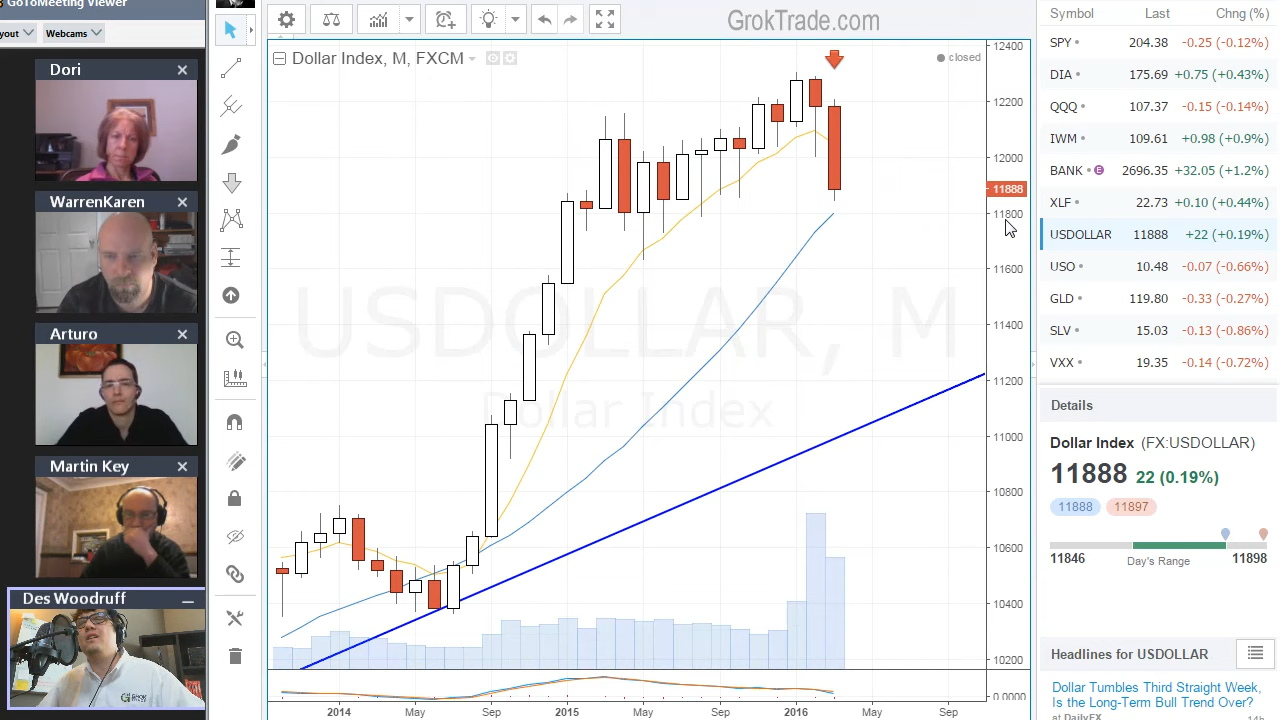 GoToMeeting Viewer
yout
Webcams
Dori
WarrenKaren
Arturo
Martin Key
Des Woodruff
GrokTrade.com
Dollar Index, M, FXCM
closed
USDOLLAR, M
Dollar Index
12400
12200
12000
11888
11800
11600
11400
11200
11000
10800
10600
10400
10200
0.0000
2014 May Sep 2015 May Sep 2016 May Sep
Symbol Last Chng (%)
SPY 204.38 -0.25 (-0.12%)
DIA 175.69 +0.75 (+0.43%)
QQQ 107.37 -0.15 (-0.14%)
IWM 109.61 +0.98 (+0.9%)
BANK E 2696.35 +32.05 (+1.2%)
XLF 22.73 +0.10 (+0.44%)
USDOLLAR 11888 +22 (+0.19%)
USO 10.48 -0.07 (-0.66%)
GLD 119.80 -0.33 (-0.27%)
SLV 15.03 -0.13 (-0.86%)
VXX 19.35 -0.14 (-0.72%)
Details
Dollar Index (FX:USDOLLAR)
11888 22 (0.19%)
11888 11897
11846 Day's Range 11898
Headlines for USDOLLAR
Dollar Tumbles Third Straight Week,
Is the Long-Term Bull Trend Over?
at DailyFX 14h